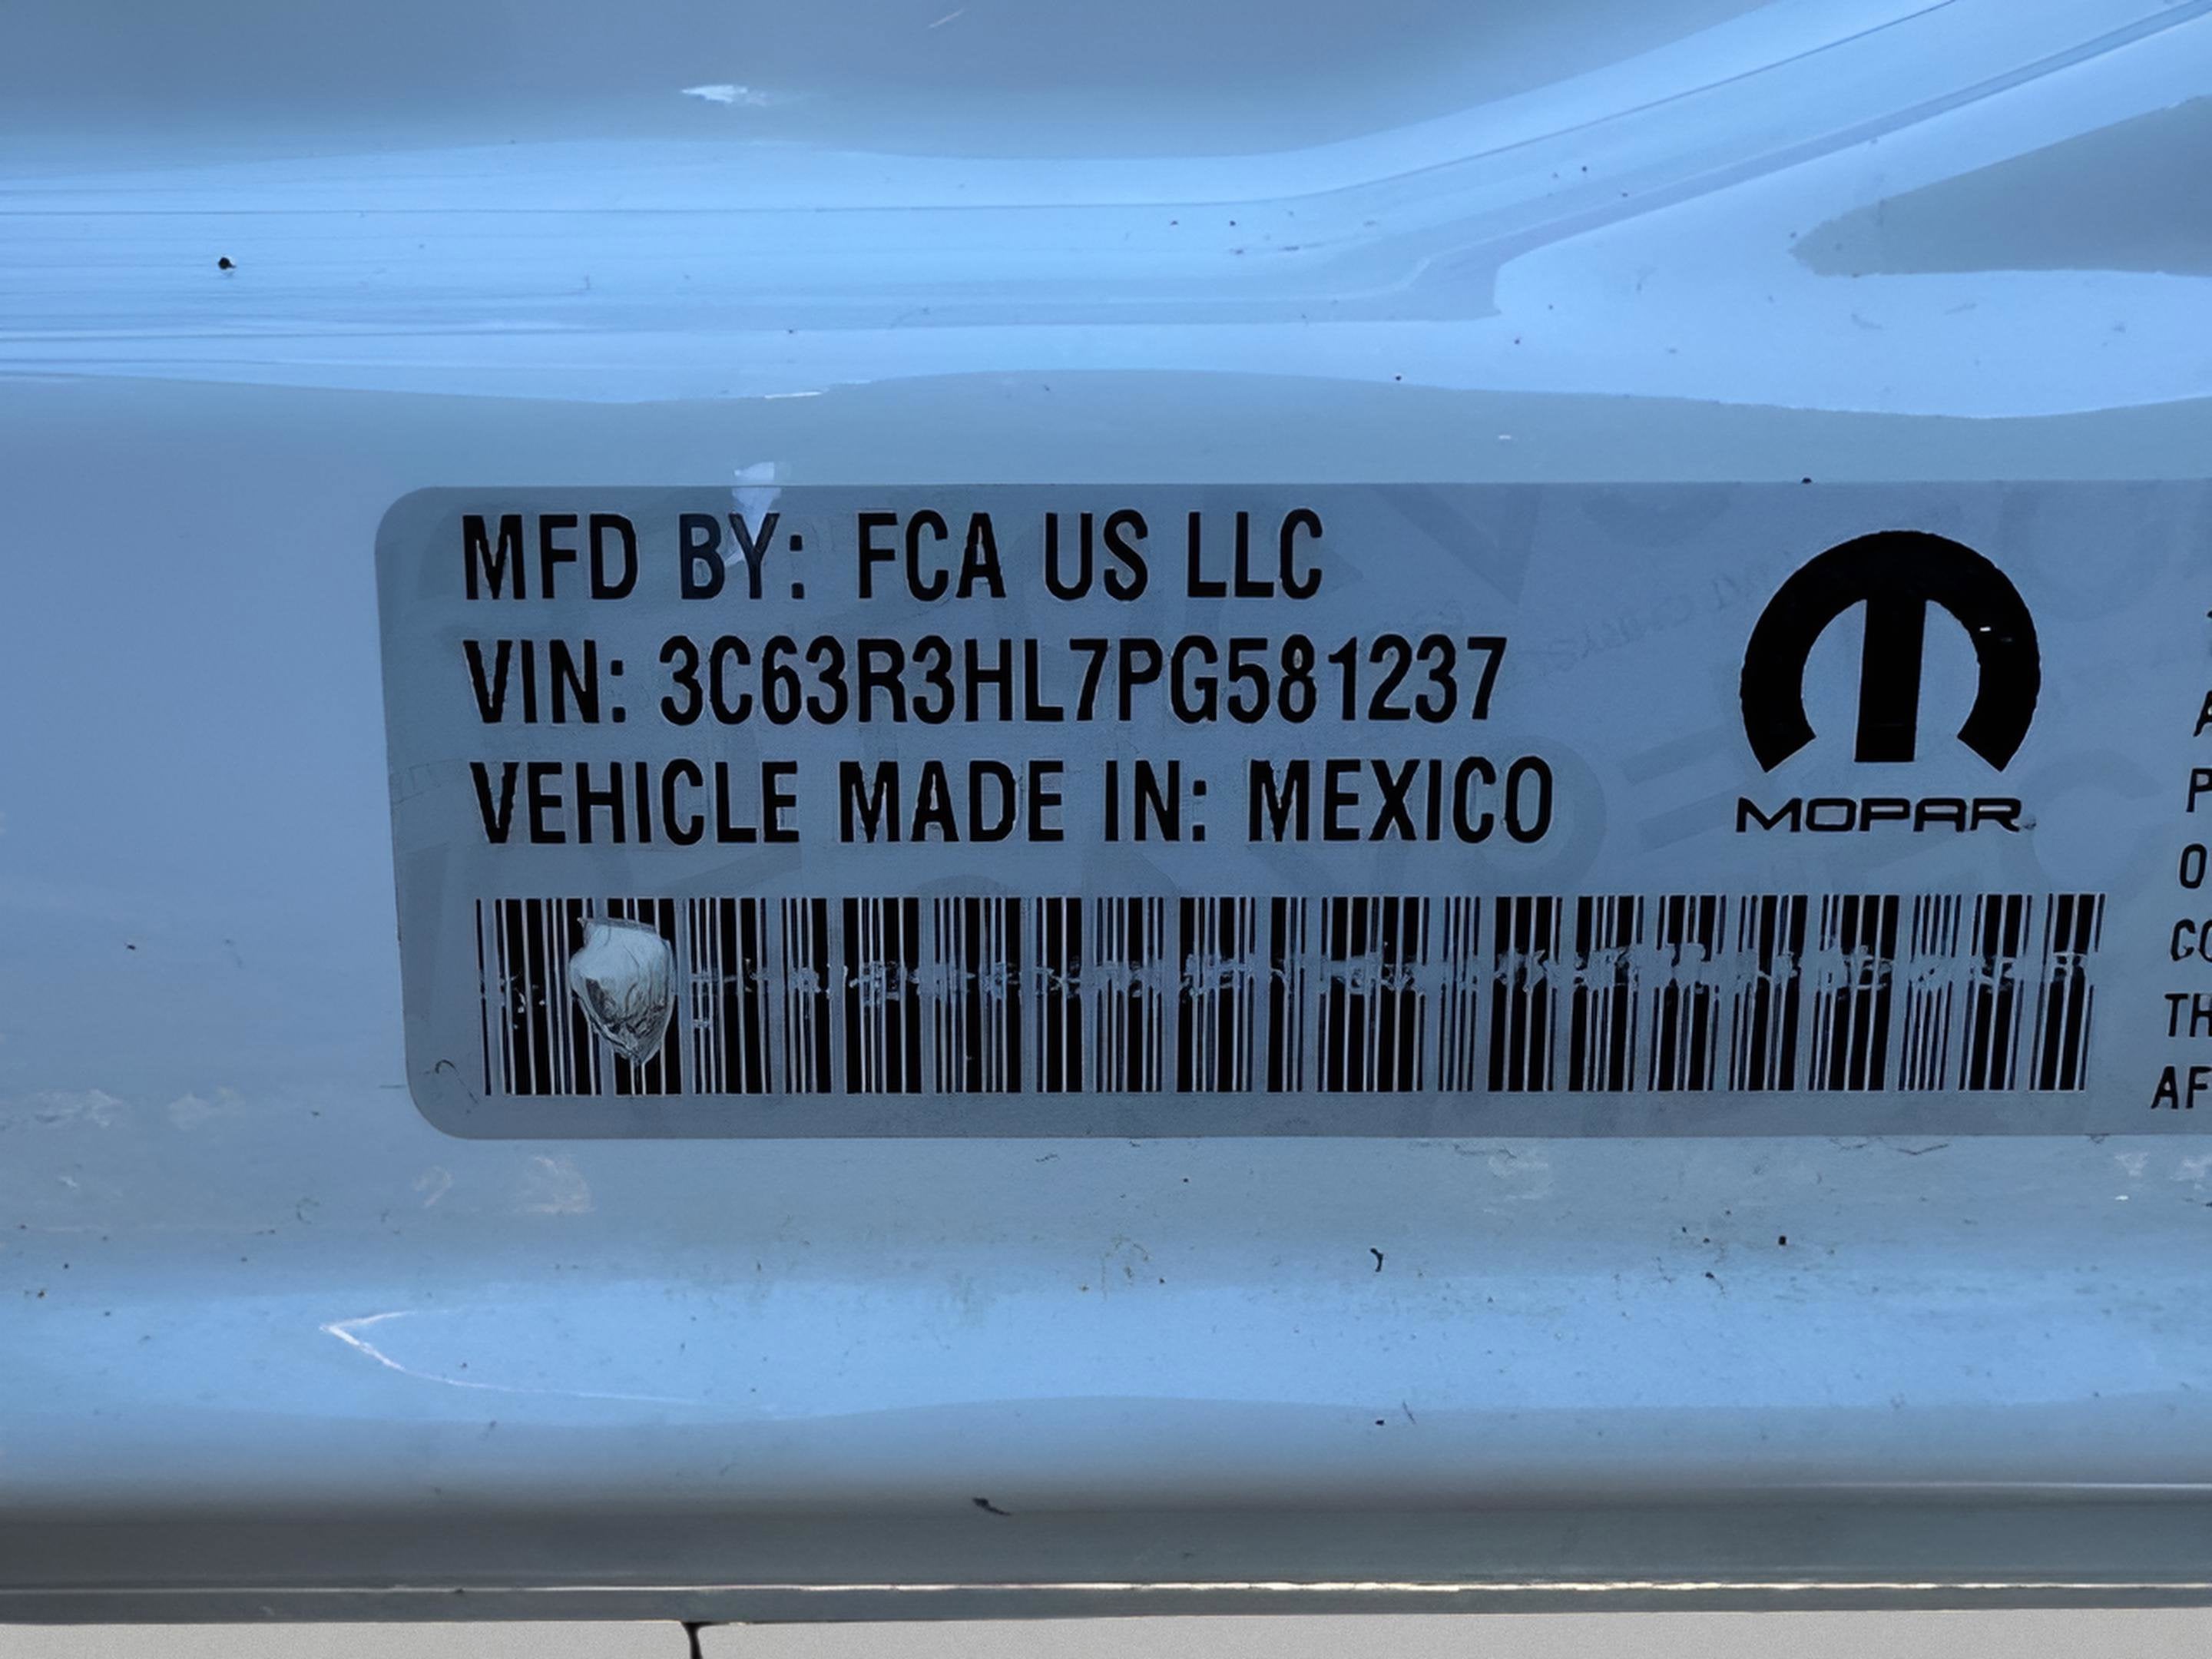 MFD BY: FCA US LLC
VIN: 3C63R3HL7PG581237
VEHICLE MADE IN: MEXICO
MOPAR